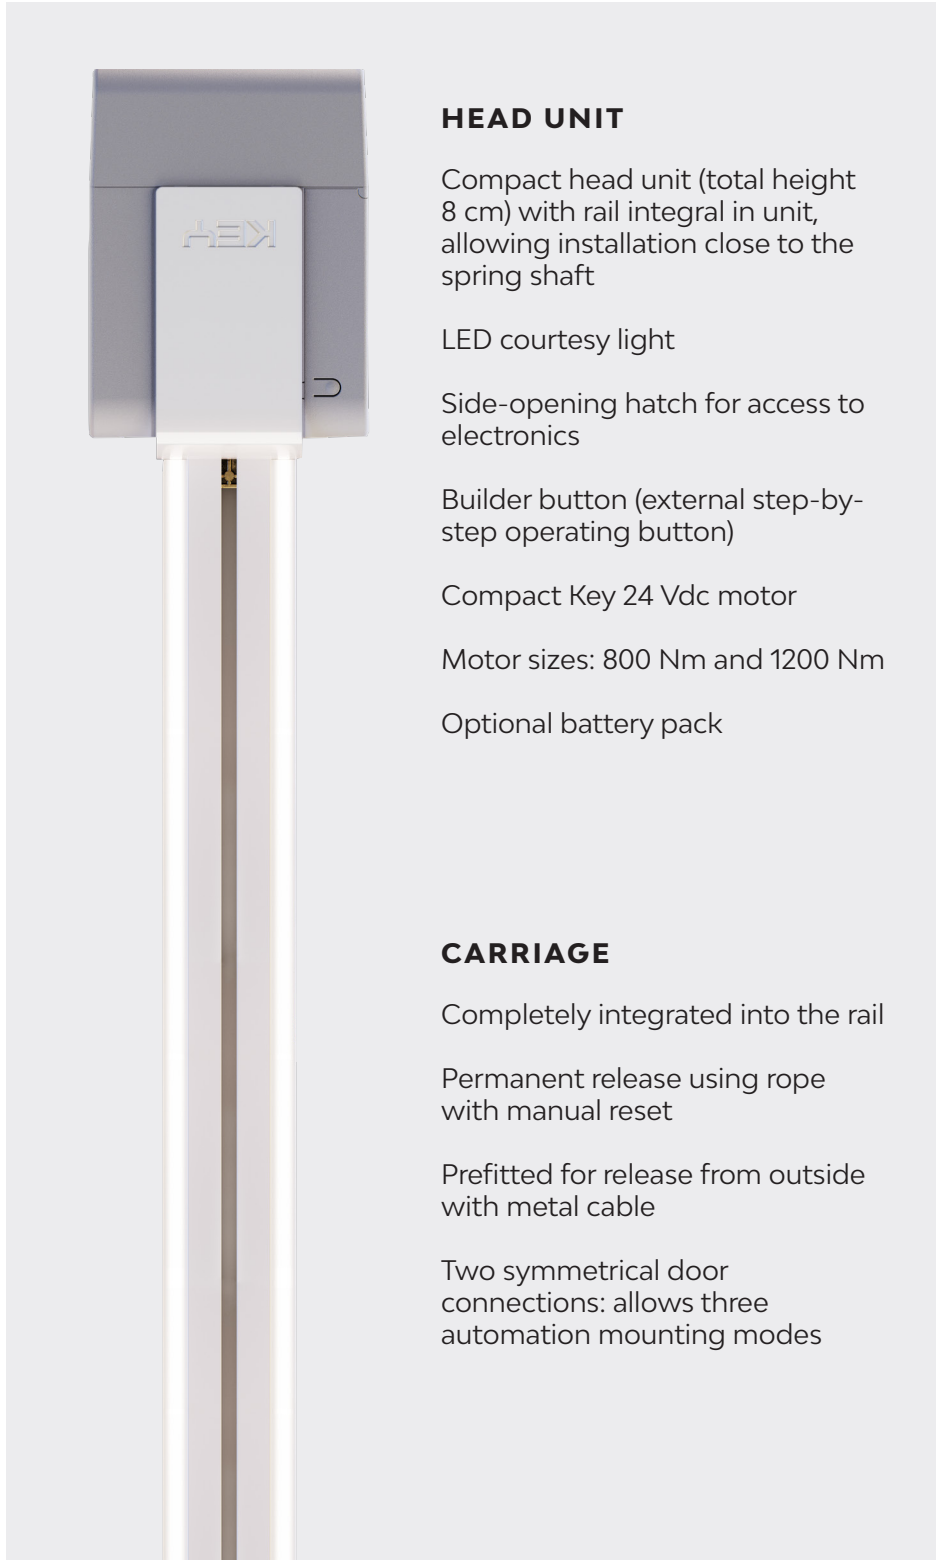 KEY
HEAD UNIT
Compact head unit (total height
8 cm) with rail integral in unit,
allowing installation close to the
spring shaft
LED courtesy light
Side-opening hatch for access to
electronics
Builder button (external step-by-
step operating button)
Compact Key 24 Vdc motor
Motor sizes: 800 Nm and 1200 Nm
Optional battery pack
CARRIAGE
Completely integrated into the rail
Permanent release using rope
with manual reset
Prefitted for release from outside
with metal cable
Two symmetrical door
connections: allows three
automation mounting modes